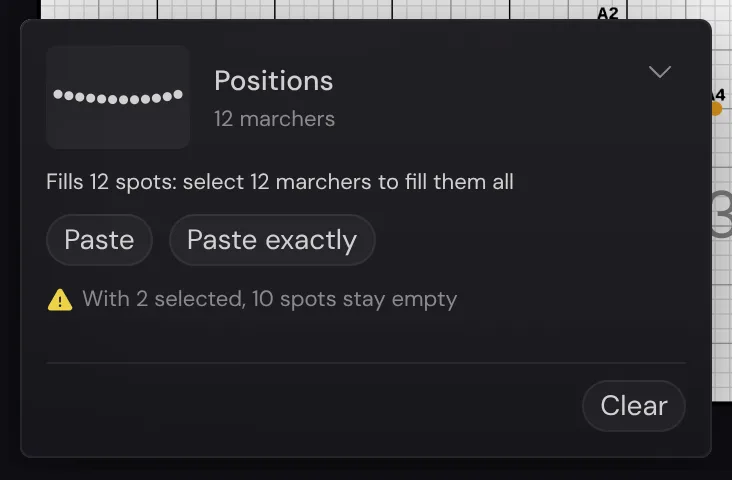 A2
Positions
12 marchers
Fills 12 spots: select 12 marchers to fill them all
Paste
Paste exactly
With 2 selected, 10 spots stay empty
Clear